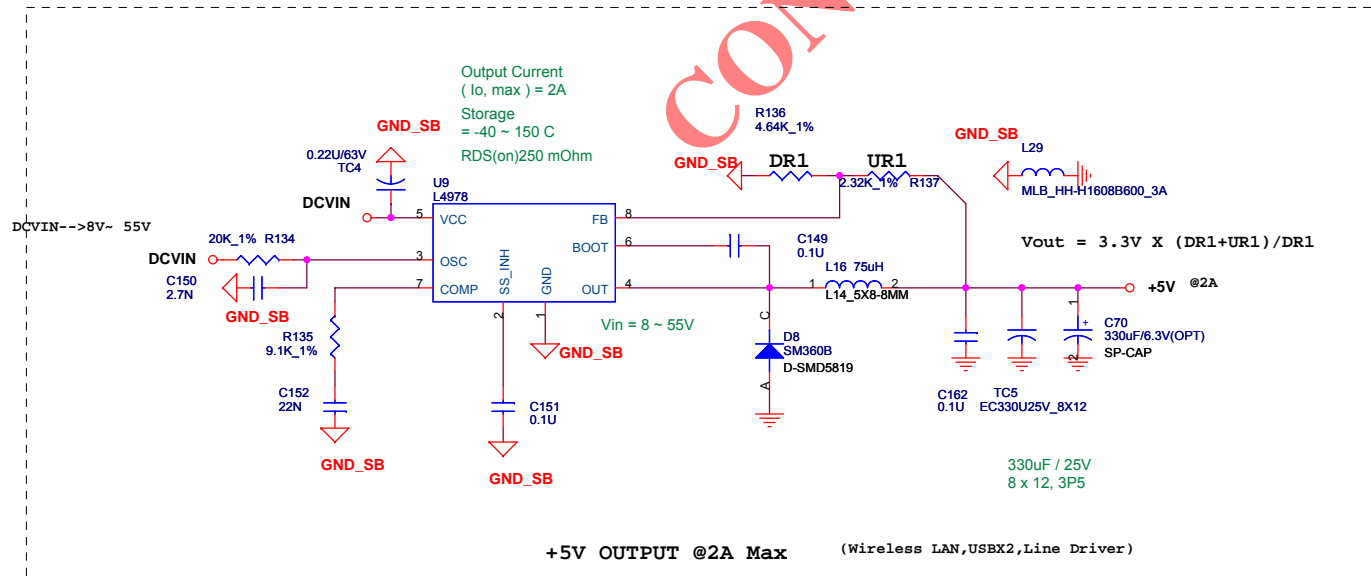 CON
Output Current
( Io, max ) = 2A
Storage
= -40 ~ 150 C
RDS(on)250 mOhm
GND_SB
0.22U/63V
TC4
DCVIN
DCVIN-->8V~ 55V
20K_1% R134
DCVIN
C150
2.7N
GND_SB
R135
9.1K_1%
C152
22N
GND_SB
U9
L4978
5 VCC
3 OSC
7 COMP
SS_INH
2
GND
1
FB 8
BOOT 6
OUT 4
GND_SB
C151
0.1U
GND_SB
Vin = 8 ~ 55V
R136
4.64K_1%
GND_SB
DR1
UR1
2.32K_1% R137
C149
0.1U
L16 75uH
1 2
L14_5X8-8MM
C
D8
SM360B
D-SMD5819
A
GND_SB
L29
MLB_HH-H1608B600_3A
Vout = 3.3V X (DR1+UR1)/DR1
+5V @2A
C162
0.1U
TC5
EC330U25V_8X12
1
+
2
C70
330uF/6.3V(OPT)
SP-CAP
330uF / 25V
8 x 12, 3P5
+5V OUTPUT @2A Max (Wireless LAN,USBX2,Line Driver)